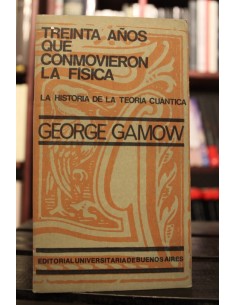 TREINTA AÑOS
QUE
CONMOVIERON
LA FISICA
LA HISTORIA DE LA TEORIA CUANTICA
GEORGE GAMOW
EDITORIAL UNIVERSITARIA DE BUENOS AIRES